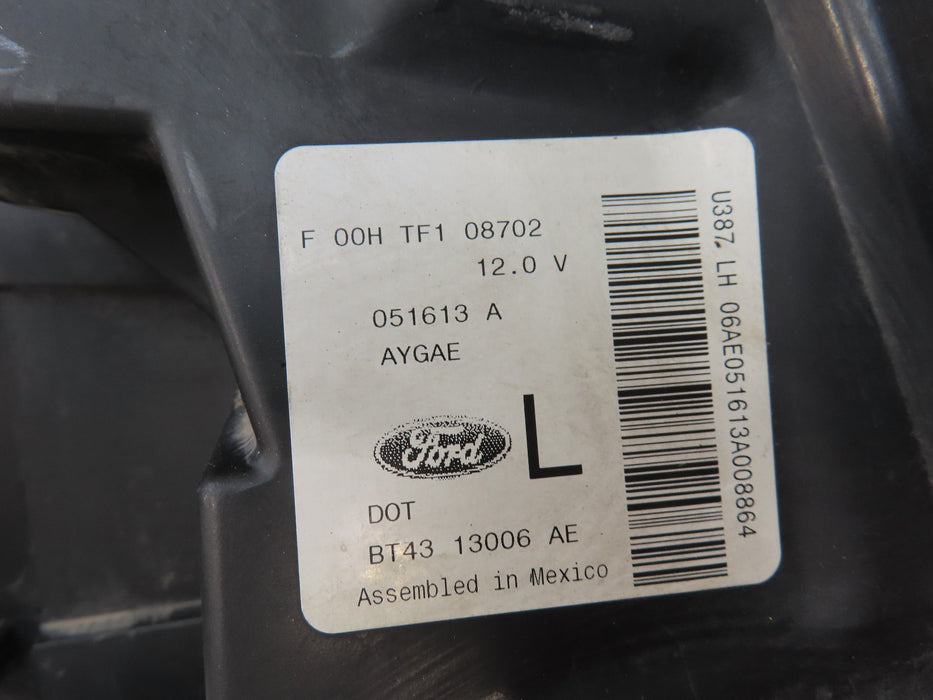 F 00H TF1 08702
12.0 V
051613 A
AYGAE
Ford
L
DOT
BT43 13006 AE
Assembled in Mexico
U387. LH 06AE051613A008864